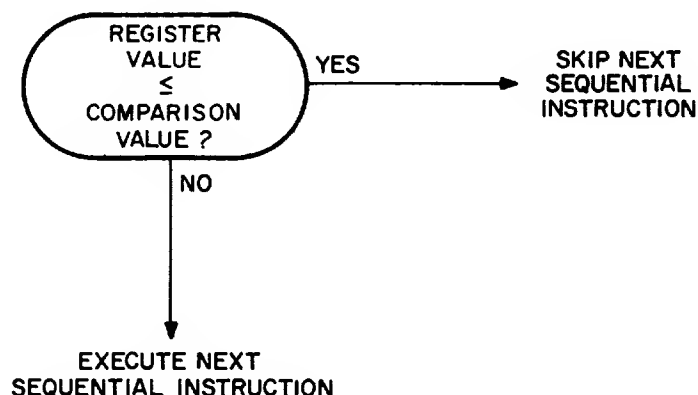 REGISTER
VALUE
≤
COMPARISON
VALUE ?
YES
SKIP NEXT
SEQUENTIAL
INSTRUCTION
NO
EXECUTE NEXT
SEQUENTIAL INSTRUCTION